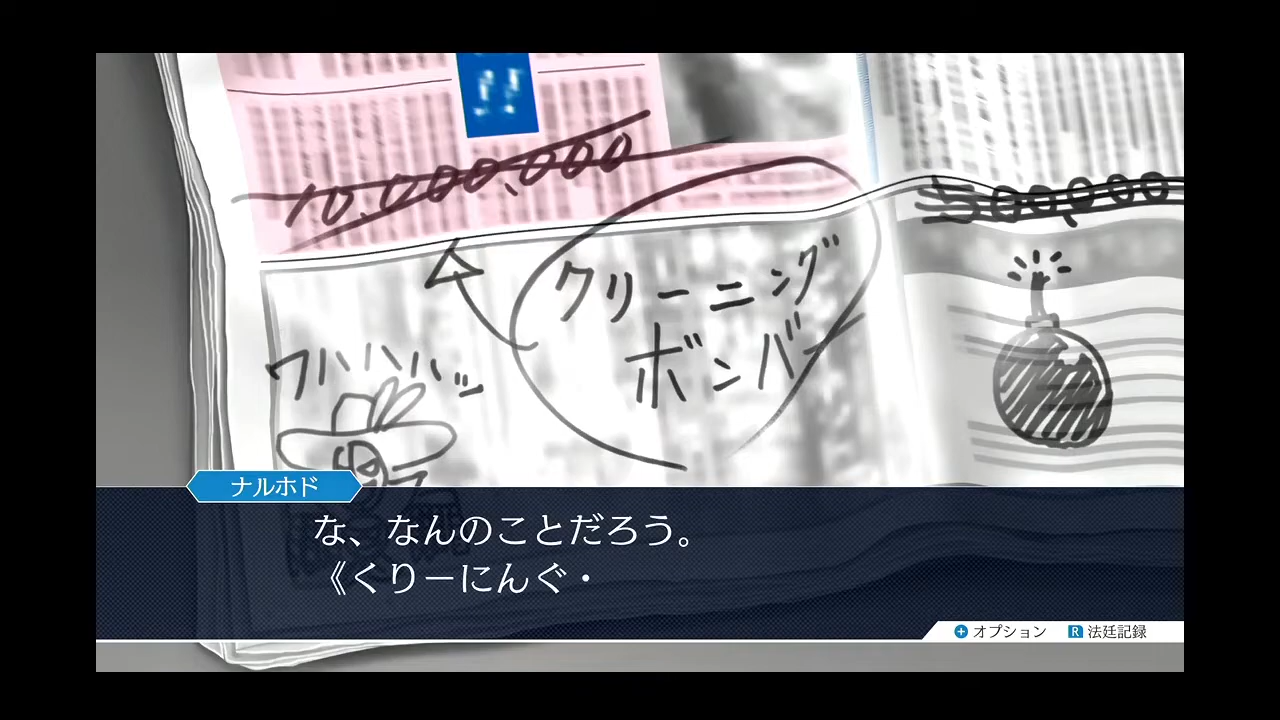 !!
10.000.000
500,000
クリーニング
ボンバー
ワハハハッ
ナルホド
な、なんのことだろう。
《くりーにんぐ・
+ オプション R 法廷記録